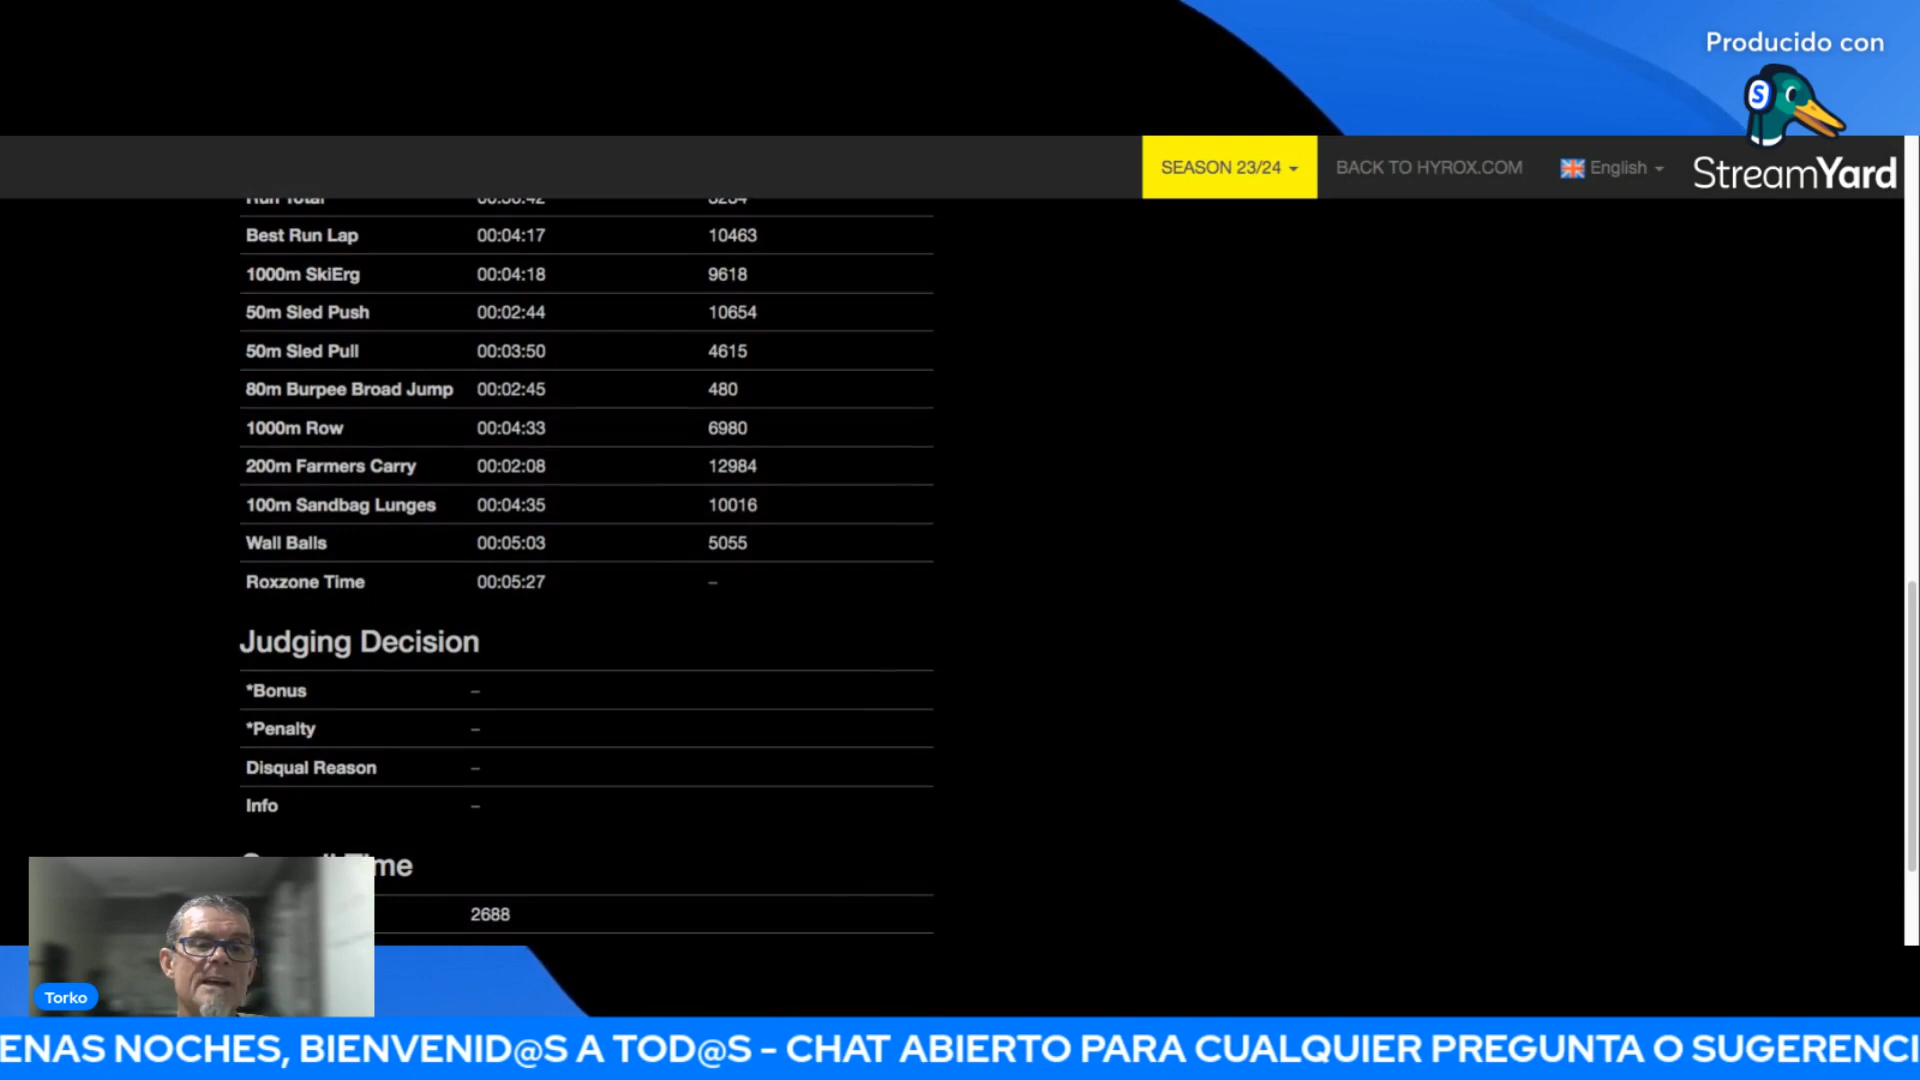 Producido con
S
StreamYard
SEASON 23/24 BACK TO HYROX.COM English
Run Total
Best Run Lap 00:04:17 10463
1000m SkiErg 00:04:18 9618
50m Sled Push 00:02:44 10654
50m Sled Pull 00:03:50 4615
80m Burpee Broad Jump 00:02:45 480
1000m Row 00:04:33 6980
200m Farmers Carry 00:02:08 12984
100m Sandbag Lunges 00:04:35 10016
Wall Balls 00:05:03 5055
Roxzone Time 00:05:27 –
Judging Decision
*Bonus –
*Penalty –
Disqual Reason –
Info –
2688
Torko
ENAS NOCHES, BIENVENID@S A TOD@S - CHAT ABIERTO PARA CUALQUIER PREGUNTA O SUGERENCI